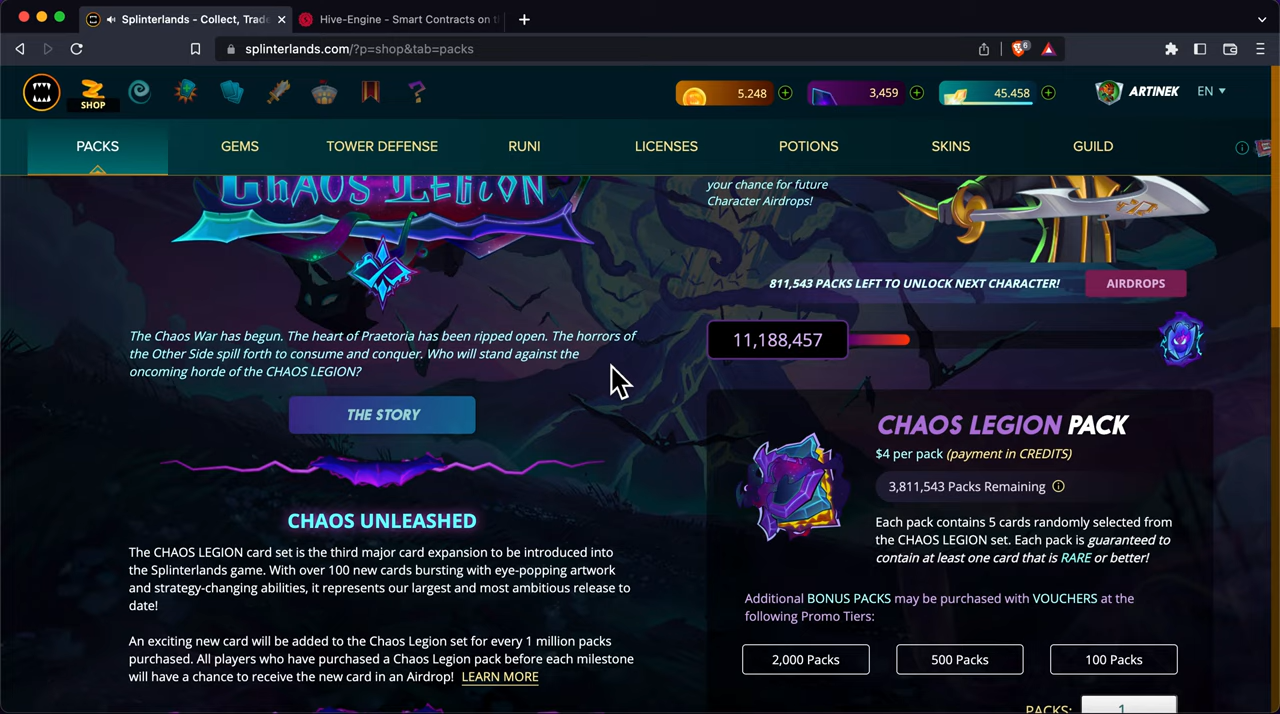 Splinterlands - Collect, Trade
Hive-Engine - Smart Contracts on t
splinterlands.com/?p=shop&tab=packs
6
SHOP
5.248
3,459
45.458
ARTINEK
EN
PACKS
GEMS
TOWER DEFENSE
RUNI
LICENSES
POTIONS
SKINS
GUILD
CHAOS LEGION
your chance for future
Character Airdrops!
811,543 PACKS LEFT TO UNLOCK NEXT CHARACTER!
AIRDROPS
11,188,457
The Chaos War has begun. The heart of Praetoria has been ripped open. The horrors of
the Other Side spill forth to consume and conquer. Who will stand against the
oncoming horde of the CHAOS LEGION?
THE STORY
CHAOS UNLEASHED
The CHAOS LEGION card set is the third major card expansion to be introduced into
the Splinterlands game. With over 100 new cards bursting with eye-popping artwork
and strategy-changing abilities, it represents our largest and most ambitious release to
date!
An exciting new card will be added to the Chaos Legion set for every 1 million packs
purchased. All players who have purchased a Chaos Legion pack before each milestone
will have a chance to receive the new card in an Airdrop! LEARN MORE
CHAOS LEGION PACK
$4 per pack (payment in CREDITS)
3,811,543 Packs Remaining
Each pack contains 5 cards randomly selected from
the CHAOS LEGION set. Each pack is guaranteed to
contain at least one card that is RARE or better!
Additional BONUS PACKS may be purchased with VOUCHERS at the
following Promo Tiers:
2,000 Packs
500 Packs
100 Packs
PACKS:
1